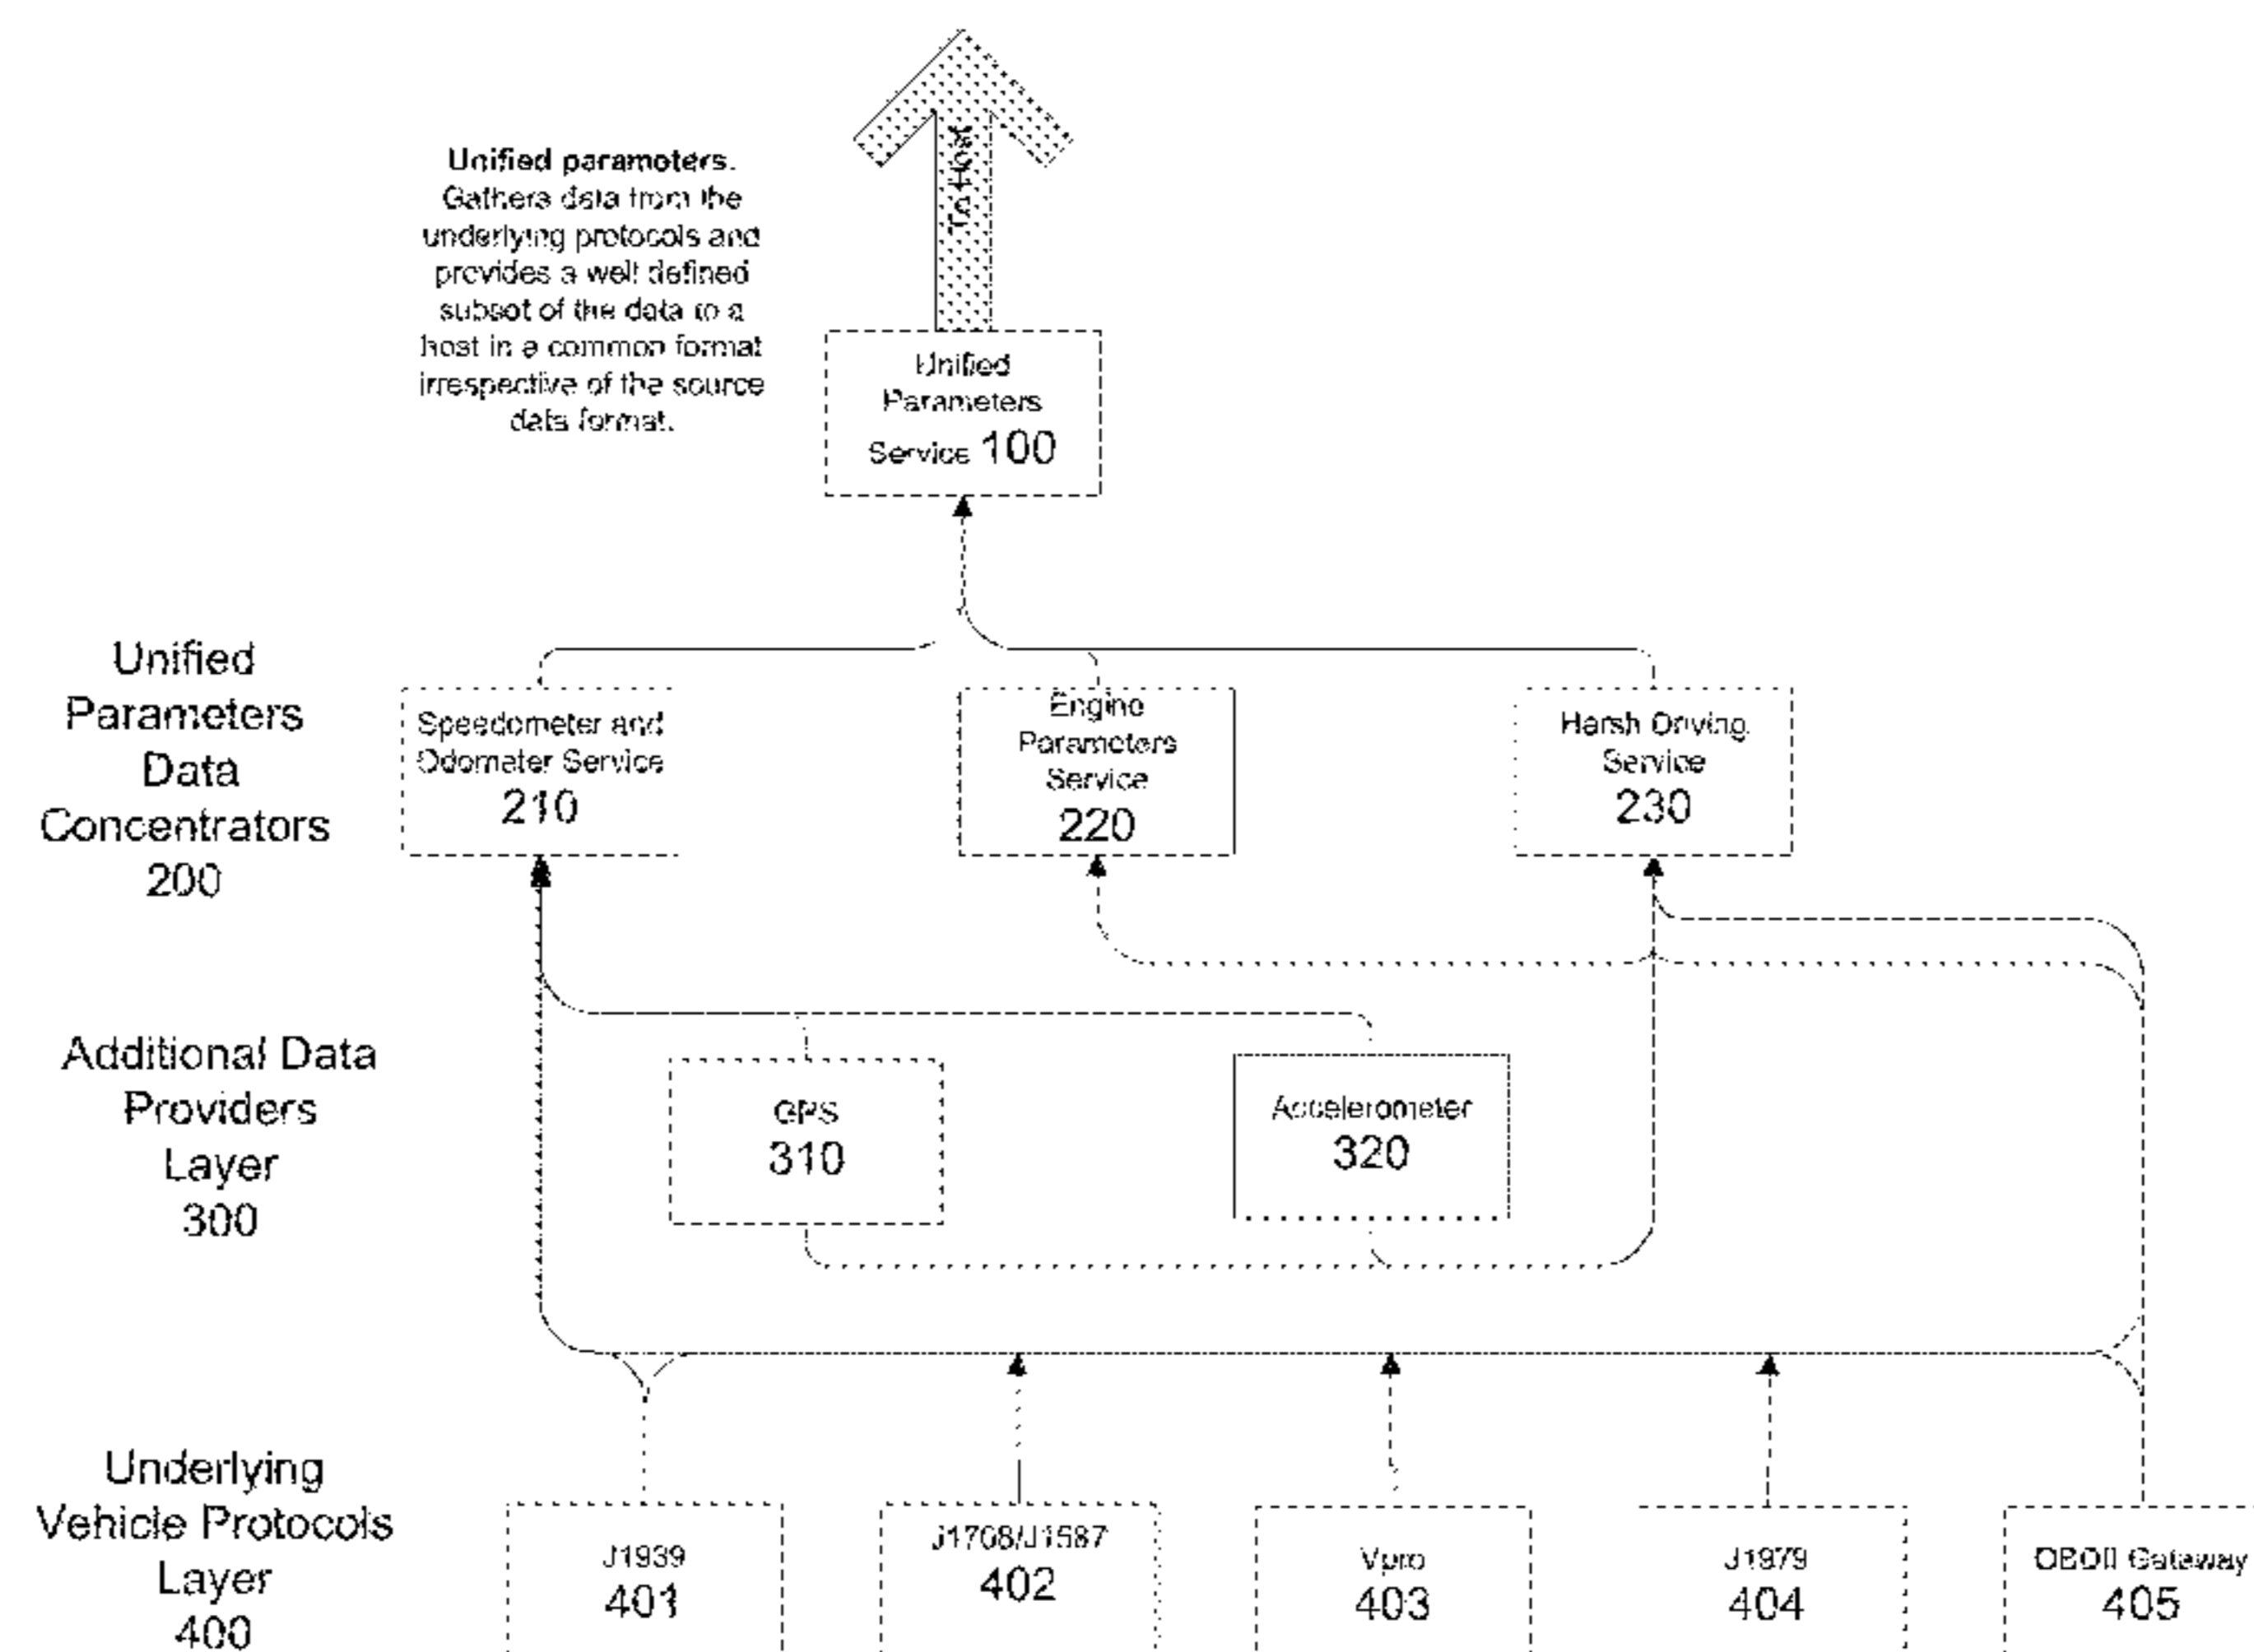 To Host
Unified parameters.
Gathers data from the
underlying protocols and
provides a well defined
subset of the data to a
host in a common format
irrespective of the source
data format.
Unified
Parameters
Service 100
Unified
Parameters
Data
Concentrators
200
Speedometer and
Odometer Service
210
Engine
Parameters
Service
220
Harsh Driving
Service
230
Additional Data
Providers
Layer
300
GPS
310
Accelerometer
320
Underlying
Vehicle Protocols
Layer
400
J1939
401
J1708/J1587
402
Vpro
403
J1979
404
OBDII Gateway
405